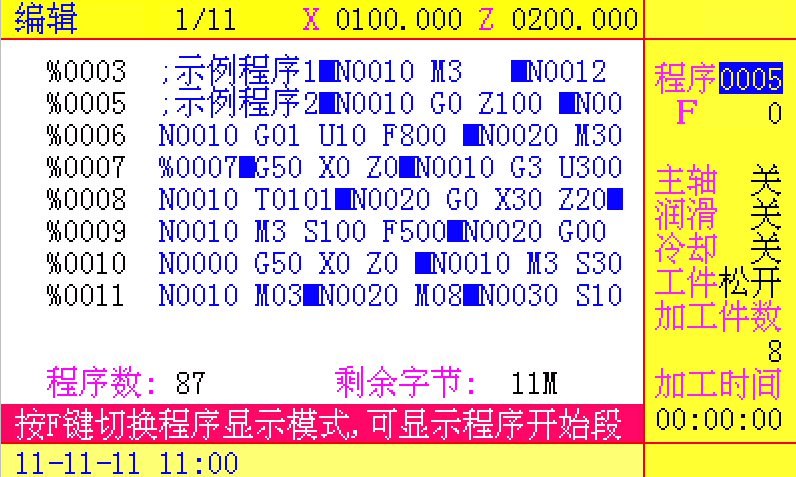 编辑 1/11 X 0100.000 Z 0200.000
%0003 ;示例程序1■N0010 M3 ■N0012
%0005 ;示例程序2■N0010 G0 Z100 ■N00
%0006 N0010 G01 U10 F800 ■N0020 M30
%0007 %0007■G50 X0 Z0■N0010 G3 U300
%0008 N0010 T0101■N0020 G0 X30 Z20■
%0009 N0010 M3 S100 F500■N0020 G00
%0010 N0000 G50 X0 Z0 ■N0010 M3 S30
%0011 N0010 M03■N0020 M08■N0030 S10
程序数: 87 剩余字节: 11M
按F键切换程序显示模式,可显示程序开始段
11-11-11 11:00
程序0005
F 0
主轴 关
润滑 关
冷却 关
工件松开
加工件数
8
加工时间
00:00:00